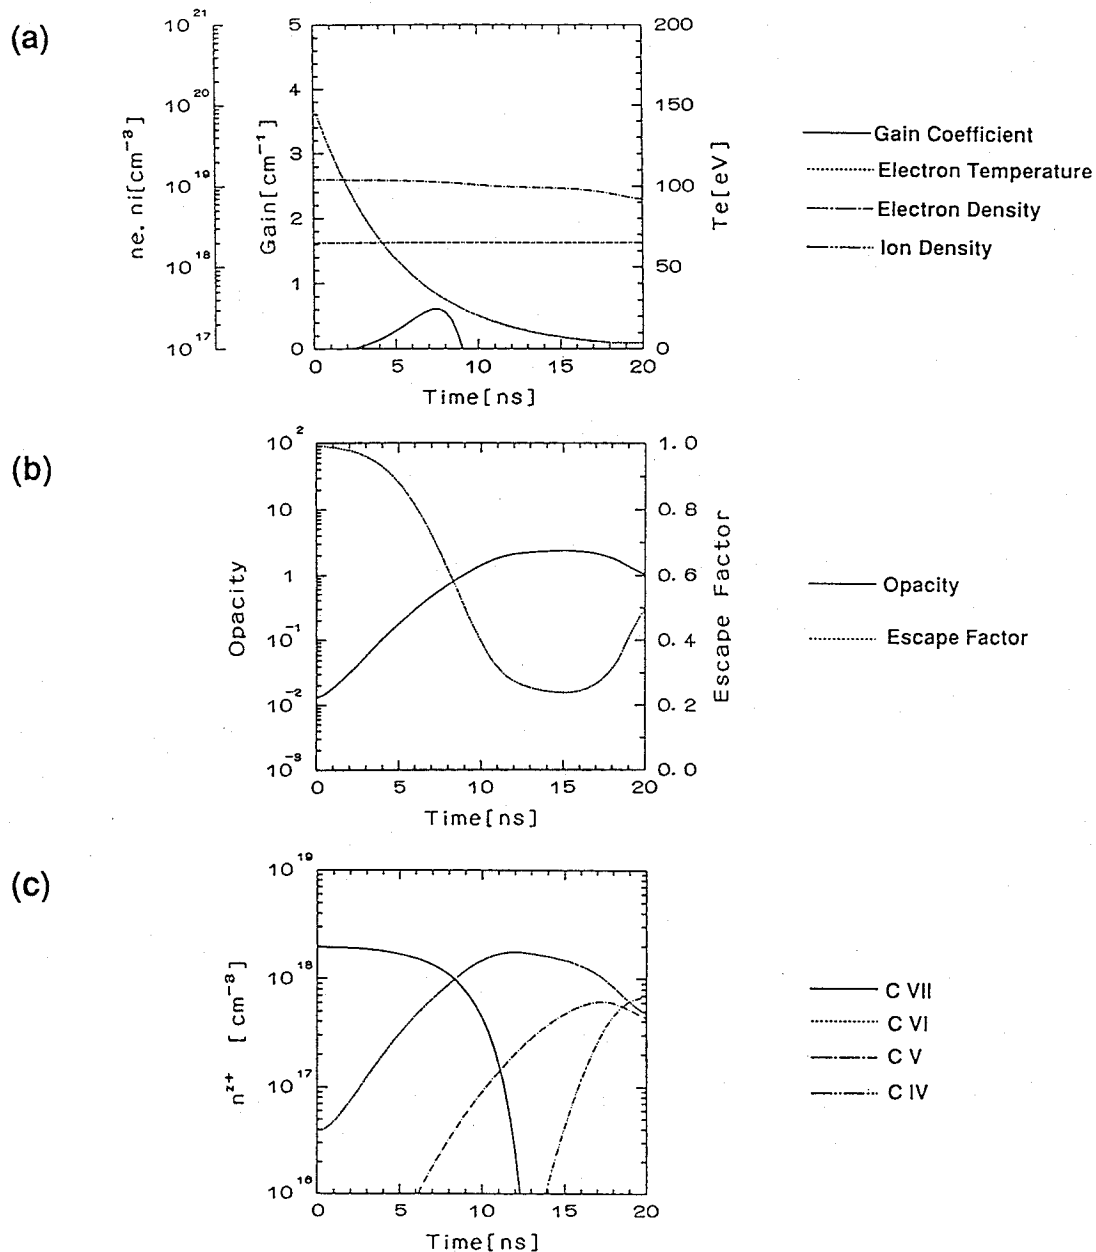 (a)
10²¹
10²⁰
10¹⁹
10¹⁸
10¹⁷
ne. ni[cm⁻³]
5
4
3
2
1
0
Gain[cm⁻¹]
200
150
100
50
0
Te[eV]
0 5 10 15 20
Time[ns]
Gain Coefficient
Electron Temperature
Electron Density
Ion Density
(b)
10²
10
1
10⁻¹
10⁻²
10⁻³
Opacity
1.0
0.8
0.6
0.4
0.2
0.0
Escape Factor
0 5 10 15 20
Time[ns]
Opacity
Escape Factor
(c)
10¹⁹
10¹⁸
10¹⁷
10¹⁶
nᶻ⁺ [cm⁻³]
0 5 10 15 20
Time[ns]
C VII
C VI
C V
C IV